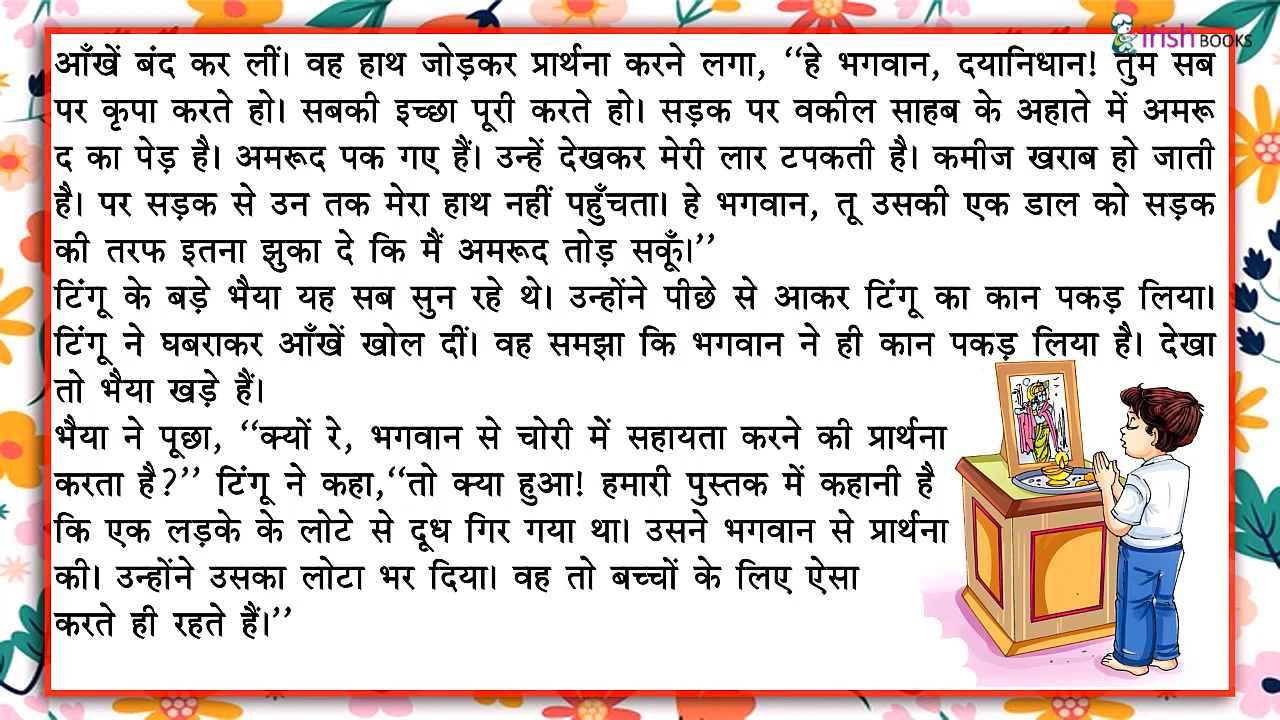 Irish BOOKS
आँखें बंद कर लीं। वह हाथ जोड़कर प्रार्थना करने लगा, ‘‘हे भगवान, दयानिधान! तुम सब
पर कृपा करते हो। सबकी इच्छा पूरी करते हो। सड़क पर वकील साहब के अहाते में अमरू
द का पेड़ है। अमरूद पक गए हैं। उन्हें देखकर मेरी लार टपकती है। कमीज खराब हो जाती
है। पर सड़क से उन तक मेरा हाथ नहीं पहुँचता। हे भगवान, तू उसकी एक डाल को सड़क
की तरफ इतना झुका दे कि मैं अमरूद तोड़ सकूँ।’’
टिंगू के बड़े भैया यह सब सुन रहे थे। उन्होंने पीछे से आकर टिंगू का कान पकड़ लिया।
टिंगू ने घबराकर आँखें खोल दीं। वह समझा कि भगवान ने ही कान पकड़ लिया है। देखा
तो भैया खड़े हैं।
भैया ने पूछा, ‘‘क्यों रे, भगवान से चोरी में सहायता करने की प्रार्थना
करता है?’’ टिंगू ने कहा,‘‘तो क्या हुआ! हमारी पुस्तक में कहानी है
कि एक लड़के के लोटे से दूध गिर गया था। उसने भगवान से प्रार्थना
की। उन्होंने उसका लोटा भर दिया। वह तो बच्चों के लिए ऐसा
करते ही रहते हैं।’’